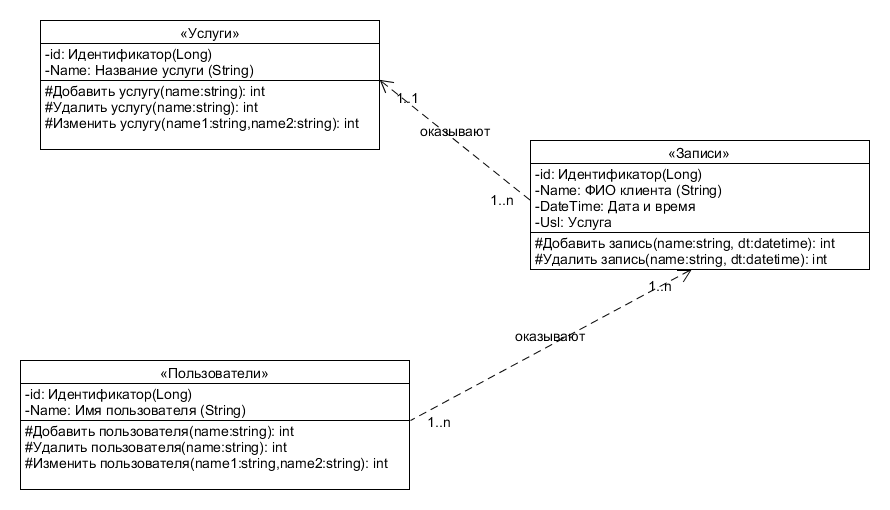 «Услуги»
-id: Идентификатор(Long)
-Name: Название услуги (String)
#Добавить услугу(name:string): int
#Удалить услугу(name:string): int
#Изменить услугу(name1:string,name2:string): int
1..1
оказывают
1..n
«Записи»
-id: Идентификатор(Long)
-Name: ФИО клиента (String)
-DateTime: Дата и время
-Usl: Услуга
#Добавить запись(name:string, dt:datetime): int
#Удалить запись(name:string, dt:datetime): int
1..n
оказывают
1..n
«Пользователи»
-id: Идентификатор(Long)
-Name: Имя пользователя (String)
#Добавить пользователя(name:string): int
#Удалить пользователя(name:string): int
#Изменить пользователя(name1:string,name2:string): int